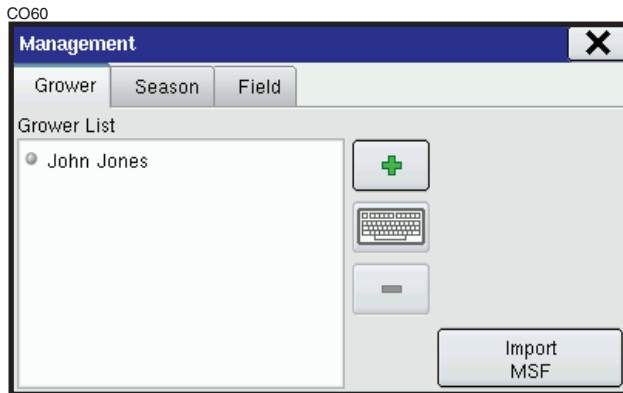 CO60
Management
Grower Season Field
Grower List
John Jones
Import
MSF